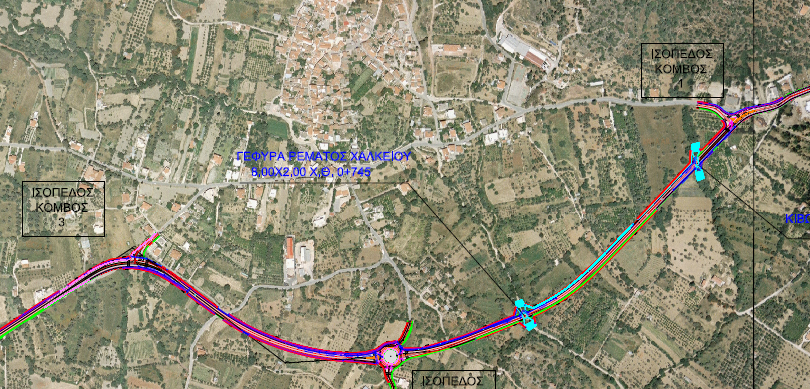 ΙΣΟΠΕΔΟΣ
ΚΟΜΒΟΣ
1
ΓΕΦΥΡΑ ΡΕΜΑΤΟΣ ΧΑΛΚΕΙΟΥ
8,00Χ2,00 Χ.Θ. 0+745
ΙΣΟΠΕΔΟΣ
ΚΟΜΒΟΣ
3
ΙΣΟΠΕΔΟΣ